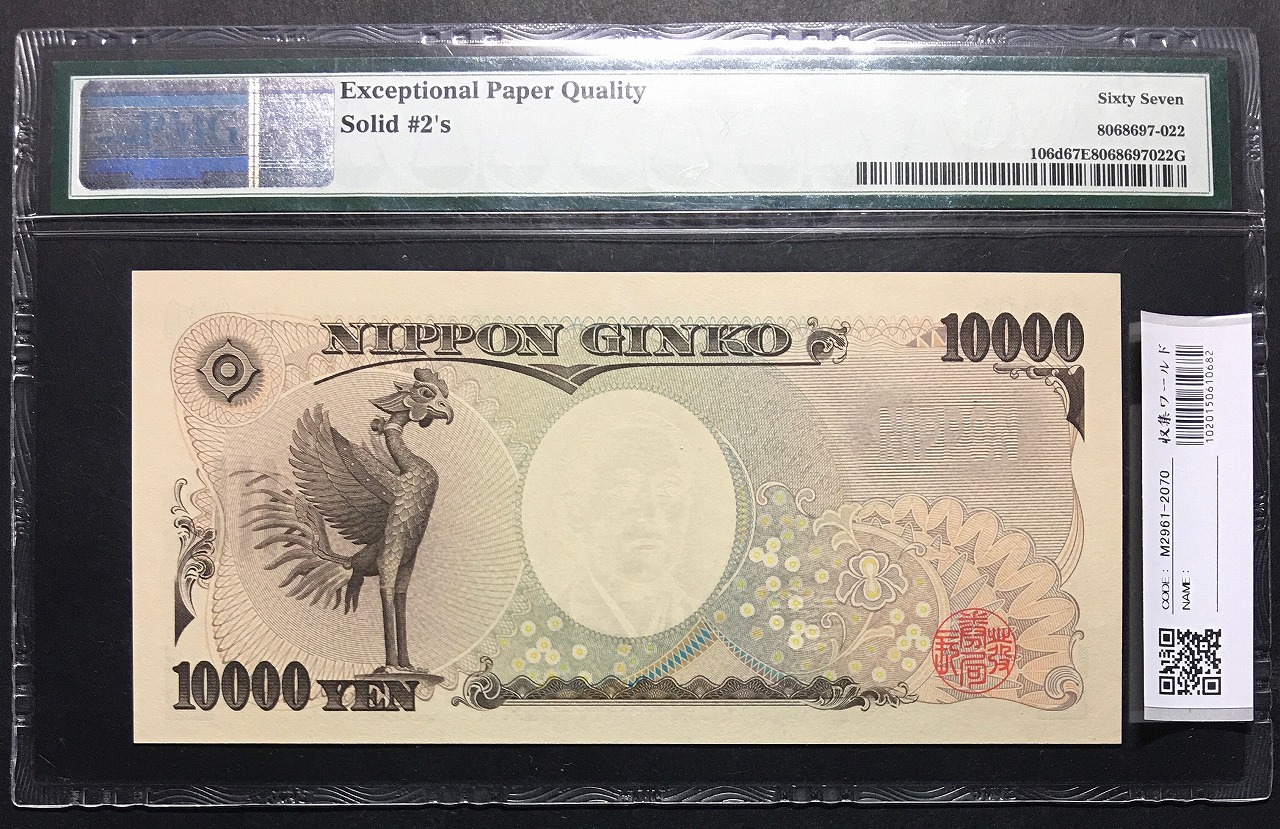 Exceptional Paper Quality
Solid #2's
Sixty Seven
8068697-022
106d67E8068697022G
NIPPON GINKO
10000
NIPPON
10000 YEN
収集ワールド
1020150610682
CODE: M2961-2070
NAME: